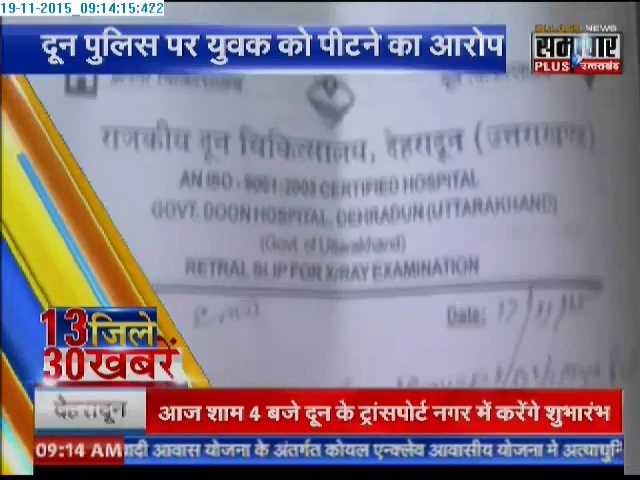 19-11-2015_09:14:15:422
दून पुलिस पर युवक को पीटने का आरोप
NEWS
समाचार
PLUS उत्तराखंड
राजकीय दून चिकित्सालय, देहरादून (उत्तराखण्ड)
AN ISO - 9001:2008 CERTIFIED HOSPITAL
GOVT. DOON HOSPITAL, DEHRADUN (UTTARAKHAND)
(Govt. of Uttarakhand)
RETRAL SLIP FOR X-RAY EXAMINATION
Date:
13 जिले
30 खबरें
देहरादून
आज शाम 4 बजे दून के ट्रांसपोर्ट नगर में करेंगे शुभारंभ
09:14 AM
वादी आवास योजना के अंतर्गत कोयल एन्क्लेव आवासीय योजना मे अत्याधुनि